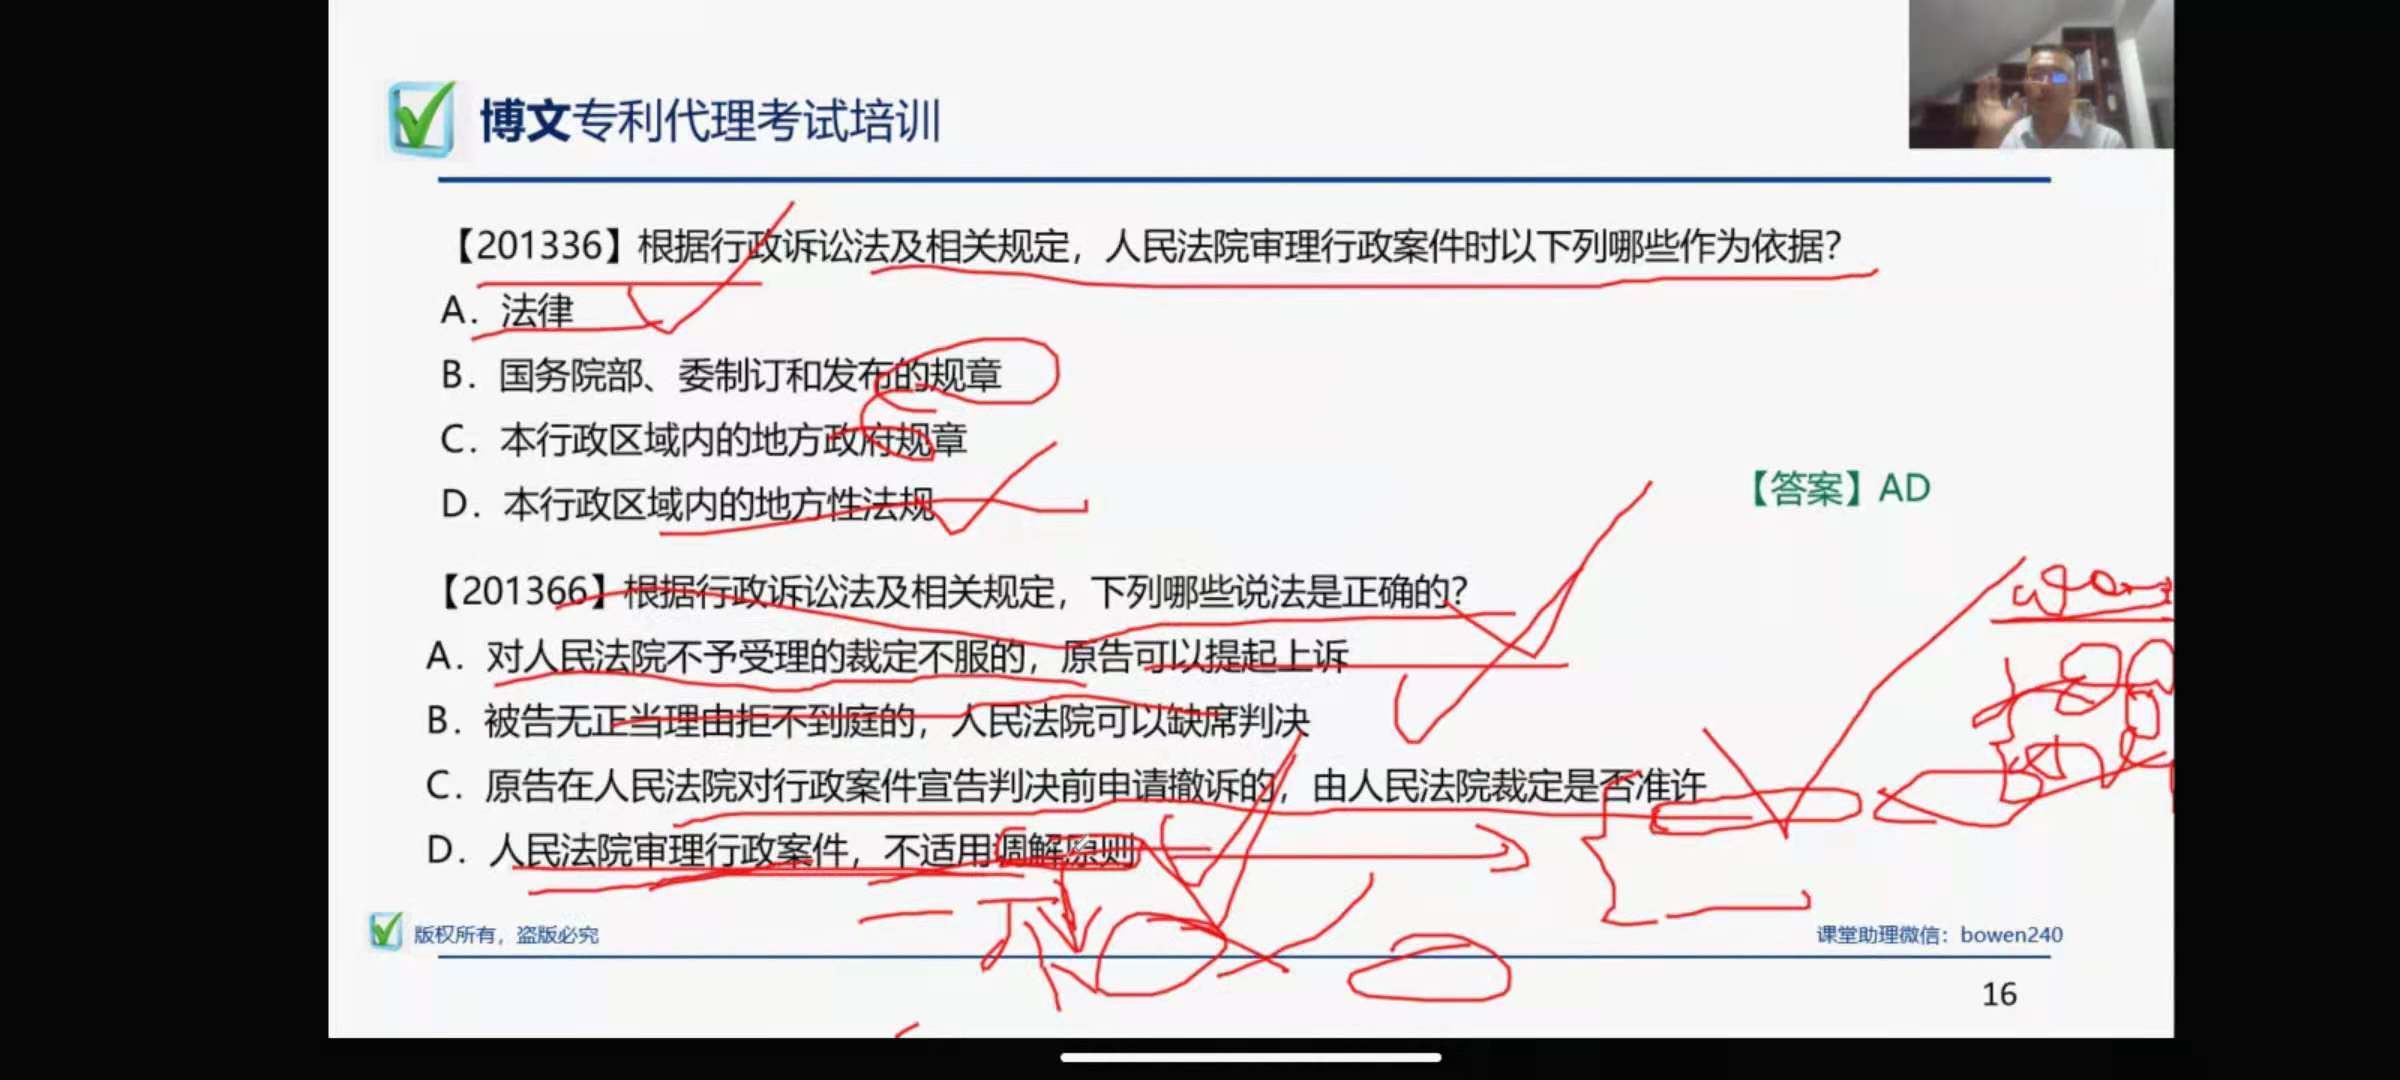 博文专利代理考试培训
【201336】根据行政诉讼法及相关规定，人民法院审理行政案件时以下列哪些作为依据？
A. 法律
B. 国务院部、委制订和发布的规章
C. 本行政区域内的地方政府规章
D. 本行政区域内的地方性法规
【答案】AD
【201366】根据行政诉讼法及相关规定，下列哪些说法是正确的？
A. 对人民法院不予受理的裁定不服的，原告可以提起上诉
B. 被告无正当理由拒不到庭的，人民法院可以缺席判决
C. 原告在人民法院对行政案件宣告判决前申请撤诉的，由人民法院裁定是否准许
D. 人民法院审理行政案件，不适用调解原则
版权所有，盗版必究
课堂助理微信：bowen240
16